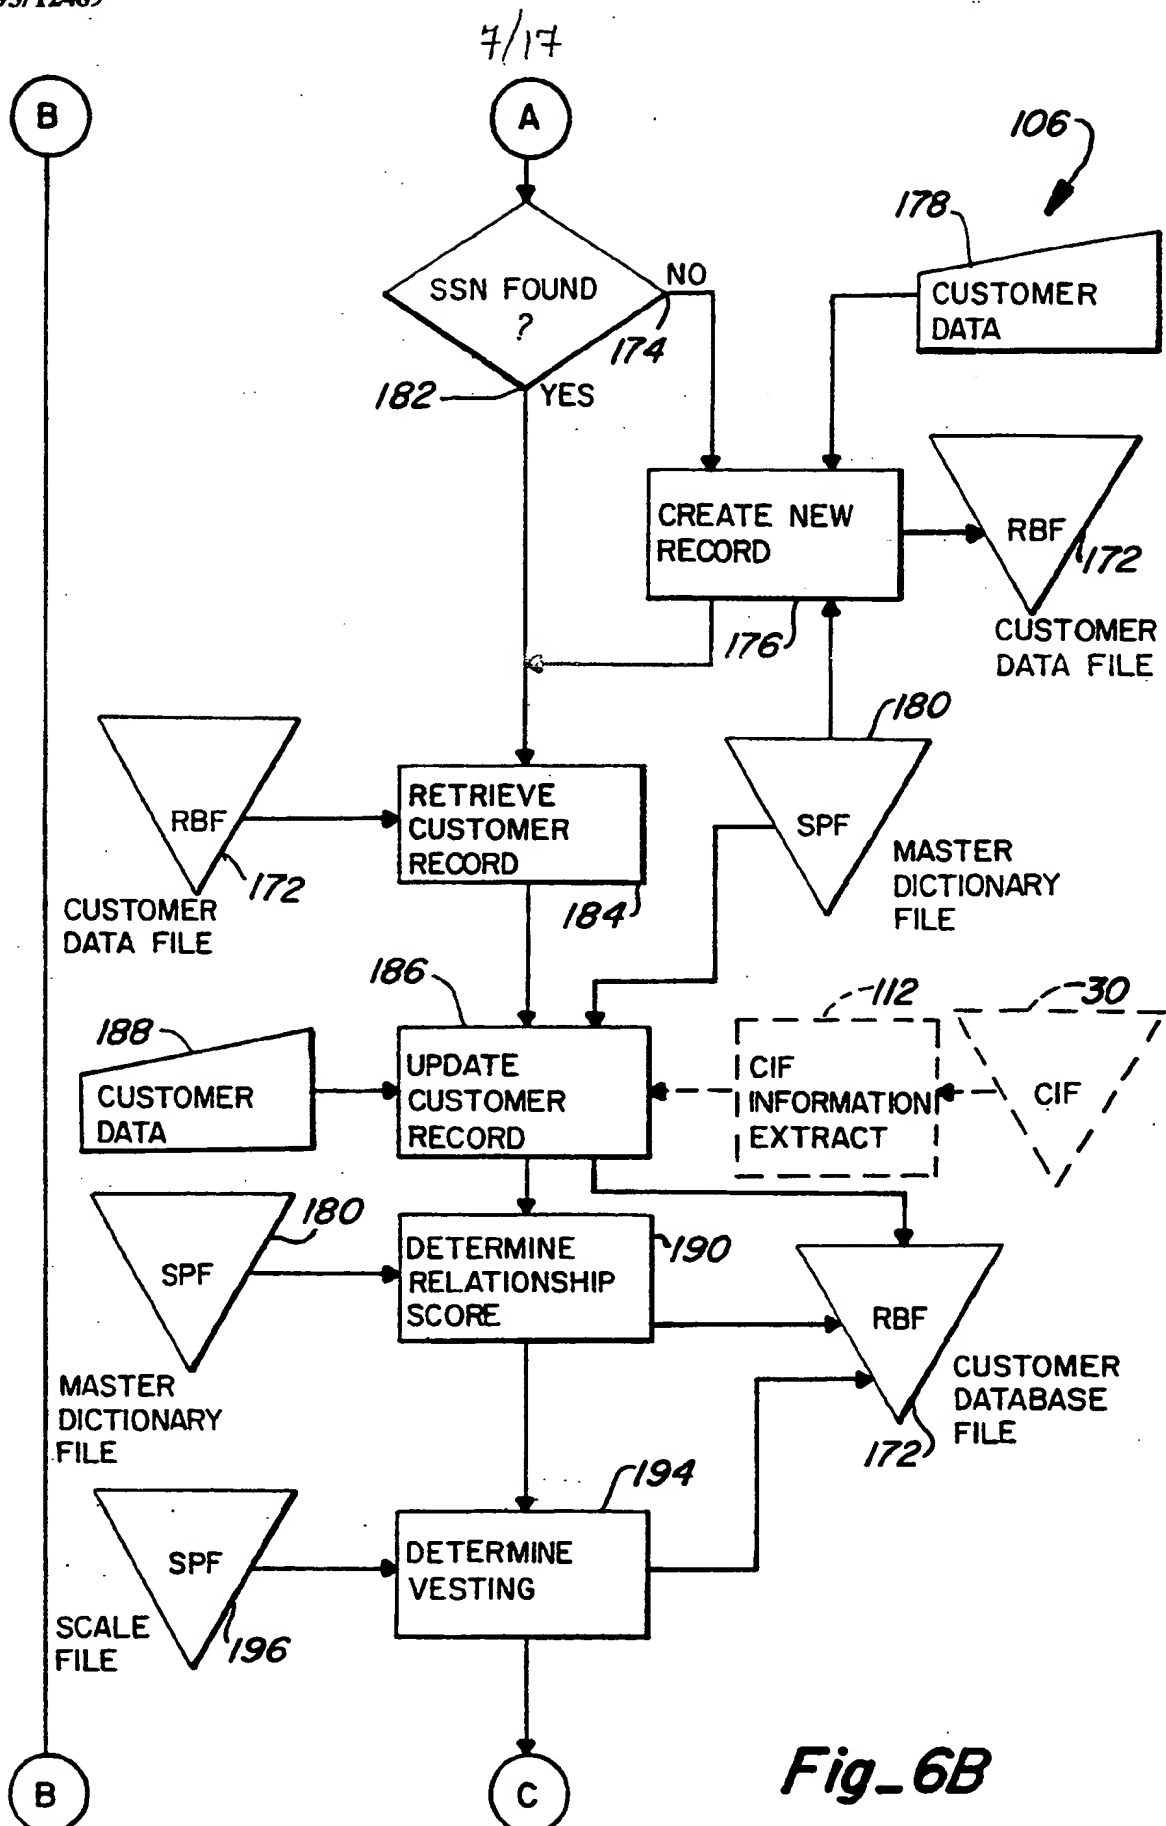 7/17
B
A
106
178
SSN FOUND
?
NO
CUSTOMER
DATA
174
182
YES
CREATE NEW
RECORD
RBF
172
176
CUSTOMER
DATA FILE
180
RETRIEVE
CUSTOMER
RECORD
RBF
SPF
172
184
MASTER
DICTIONARY
FILE
CUSTOMER
DATA FILE
186
112
30
188
UPDATE
CUSTOMER
RECORD
CIF
INFORMATION
EXTRACT
CIF
CUSTOMER
DATA
180
SPF
DETERMINE
RELATIONSHIP
SCORE
190
RBF
MASTER
DICTIONARY
FILE
CUSTOMER
DATABASE
FILE
172
194
SPF
DETERMINE
VESTING
SCALE
FILE
196
B
C
Fig_6B